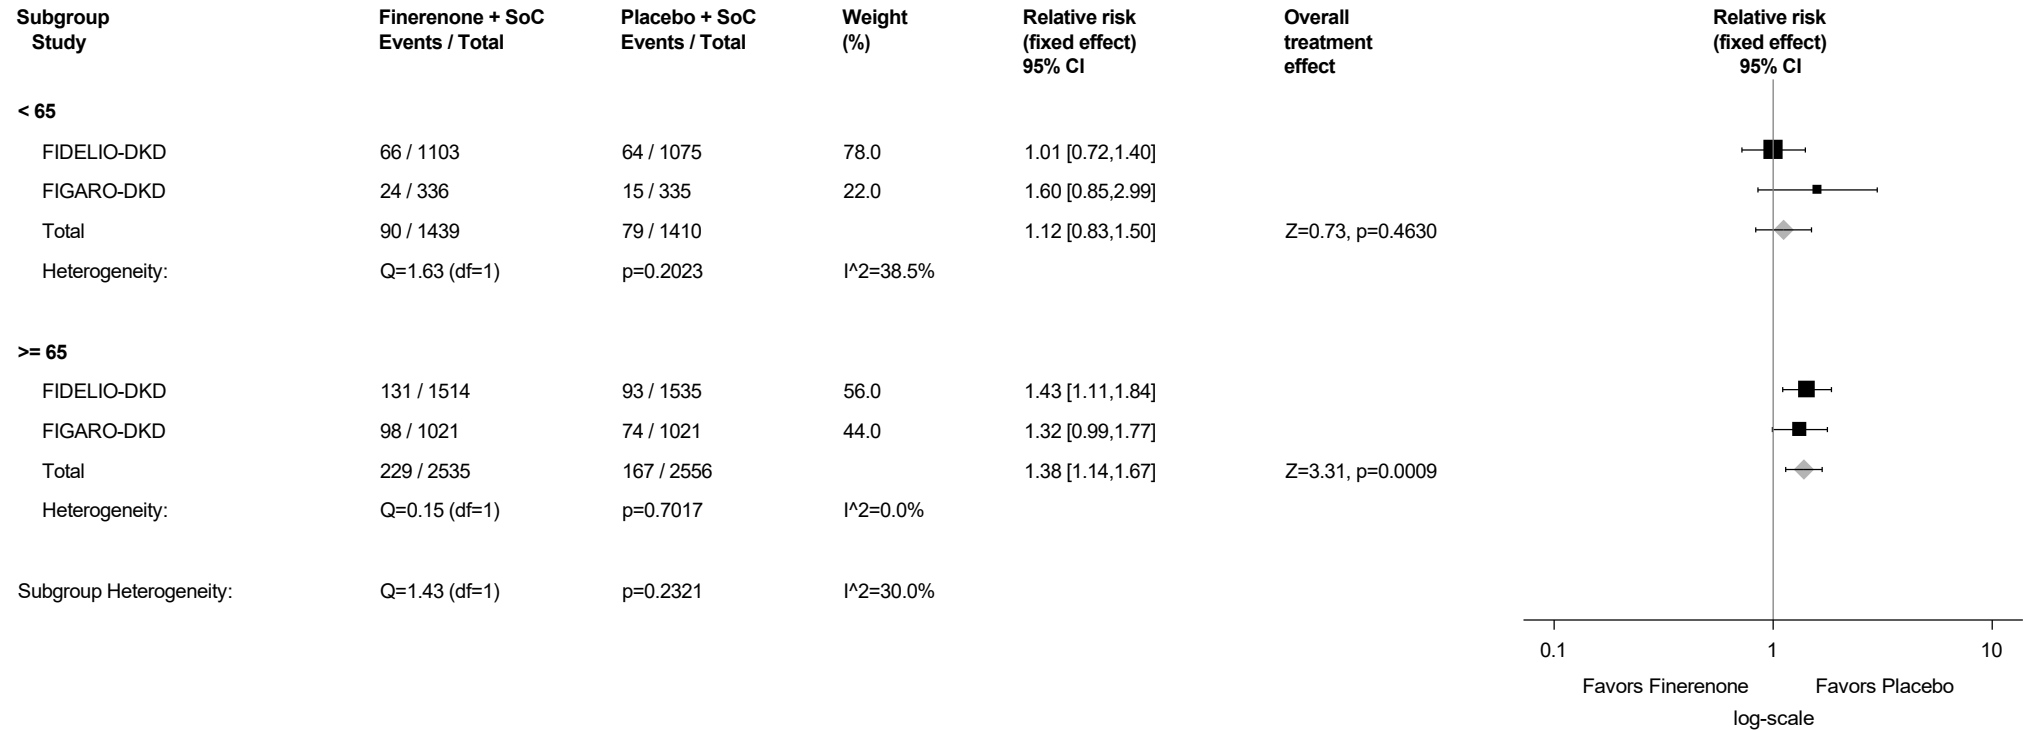 Subgroup Finerenone + SoC Placebo + SoC Weight Relative risk Overall Relative risk
Study Events / Total Events / Total (%) (fixed effect) treatment (fixed effect)
95% CI effect 95% CI
< 65
FIDELIO-DKD 66 / 1103 64 / 1075 78.0 1.01 [0.72,1.40]
FIGARO-DKD 24 / 336 15 / 335 22.0 1.60 [0.85,2.99]
Total 90 / 1439 79 / 1410 1.12 [0.83,1.50] Z=0.73, p=0.4630
Heterogeneity: Q=1.63 (df=1) p=0.2023 I^2=38.5%
>= 65
FIDELIO-DKD 131 / 1514 93 / 1535 56.0 1.43 [1.11,1.84]
FIGARO-DKD 98 / 1021 74 / 1021 44.0 1.32 [0.99,1.77]
Total 229 / 2535 167 / 2556 1.38 [1.14,1.67] Z=3.31, p=0.0009
Heterogeneity: Q=0.15 (df=1) p=0.7017 I^2=0.0%
Subgroup Heterogeneity: Q=1.43 (df=1) p=0.2321 I^2=30.0%
0.1 1 10
Favors Finerenone Favors Placebo
log-scale